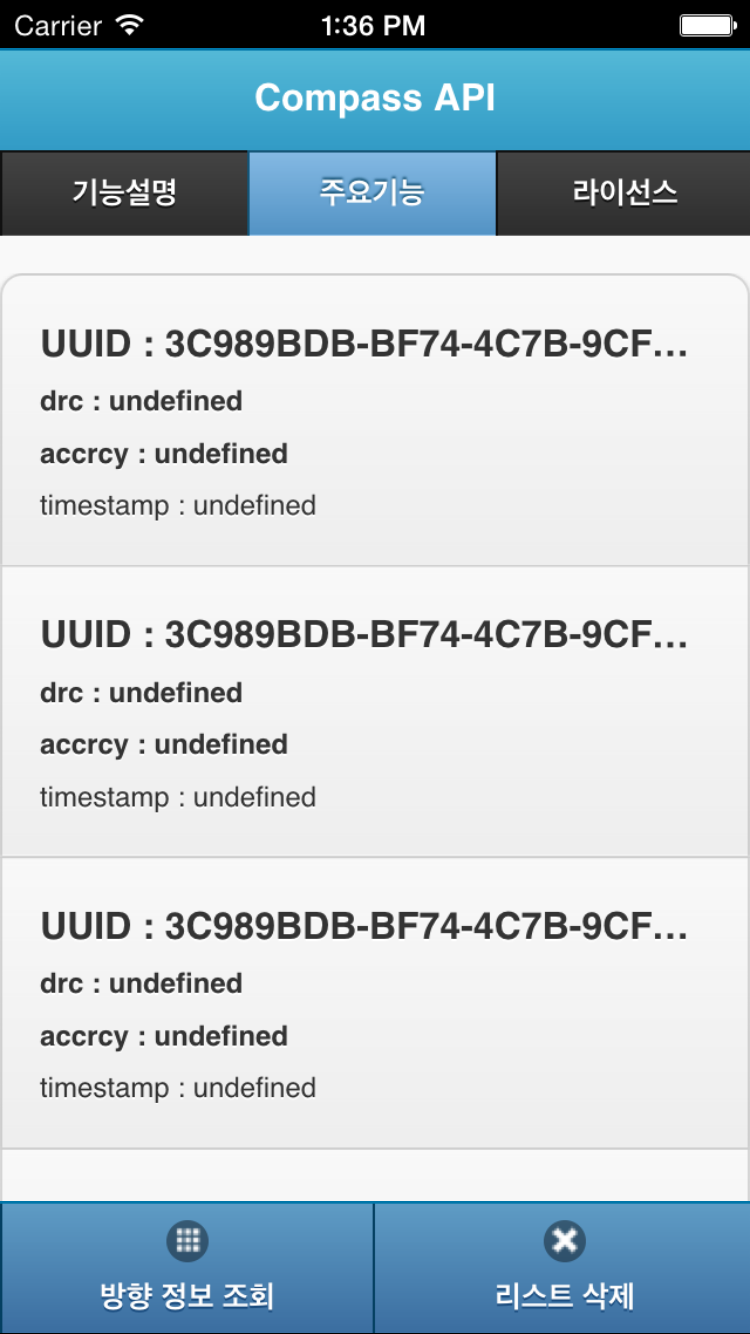 Carrier 1:36 PM
Compass API
기능설명 주요기능 라이선스
UUID : 3C989BDB-BF74-4C7B-9CF...
drc : undefined
accrcy : undefined
timestamp : undefined
UUID : 3C989BDB-BF74-4C7B-9CF...
drc : undefined
accrcy : undefined
timestamp : undefined
UUID : 3C989BDB-BF74-4C7B-9CF...
drc : undefined
accrcy : undefined
timestamp : undefined
방향 정보 조회 리스트 삭제